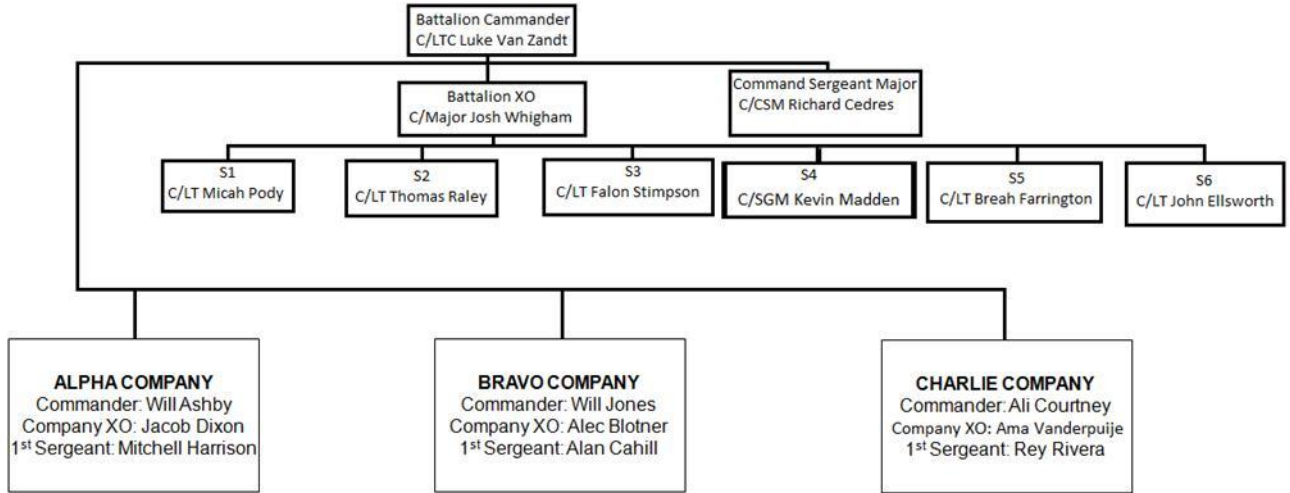 Battalion Cammander
C/LTC Luke Van Zandt
Command Sergeant Major
C/CSM Richard Cedres
Battalion XO
C/Major Josh Whigham
S1
C/LT Micah Pody
S2
C/LT Thomas Raley
S3
C/LT Falon Stimpson
S4
C/SGM Kevin Madden
S5
C/LT Breah Farrington
S6
C/LT John Ellsworth
ALPHA COMPANY
Commander: Will Ashby
Company XO: Jacob Dixon
1st Sergeant: Mitchell Harrison
BRAVO COMPANY
Commander: Will Jones
Company XO: Alec Blotner
1st Sergeant: Alan Cahill
CHARLIE COMPANY
Commander: Ali Courtney
Company XO: Ama Vanderpuije
1st Sergeant: Rey Rivera